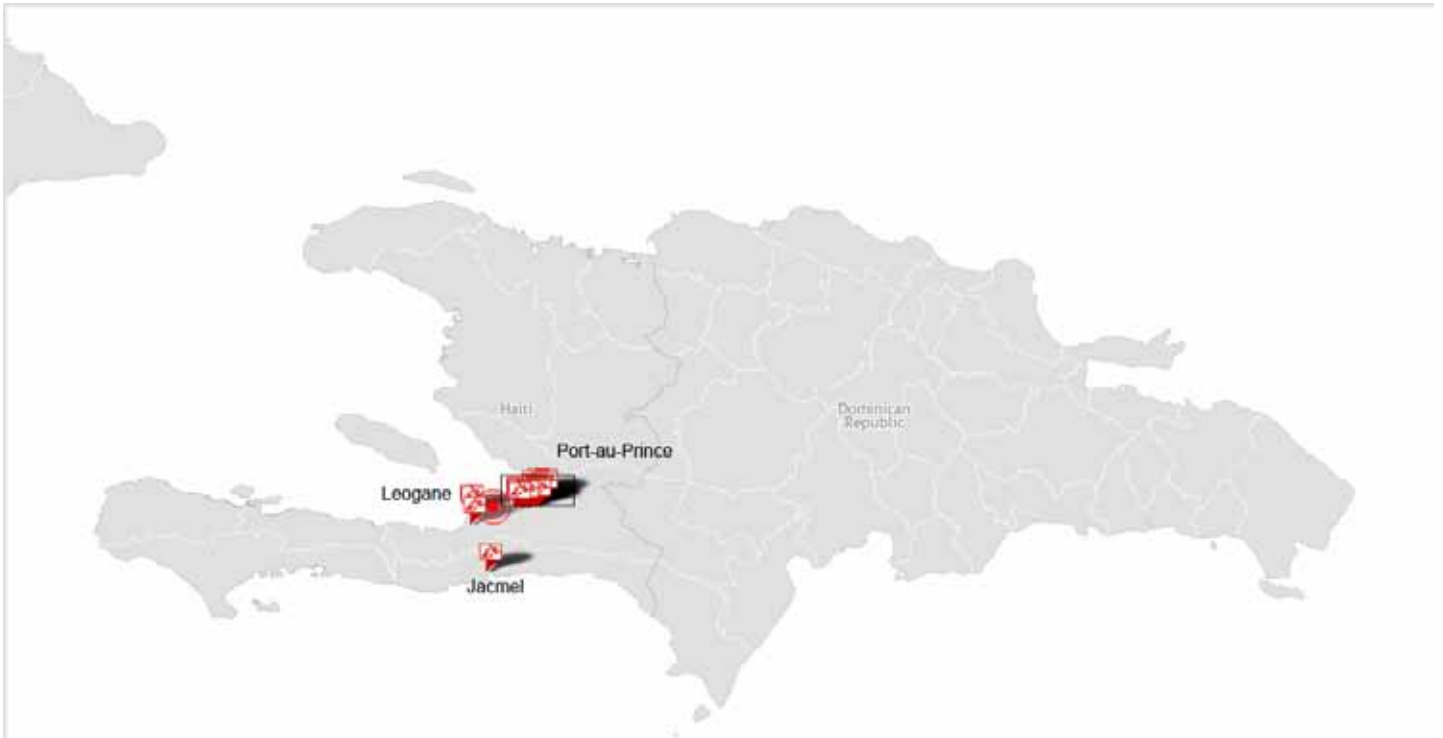 Haiti
Dominican
Republic
Port-au-Prince
Leogane
Jacmel